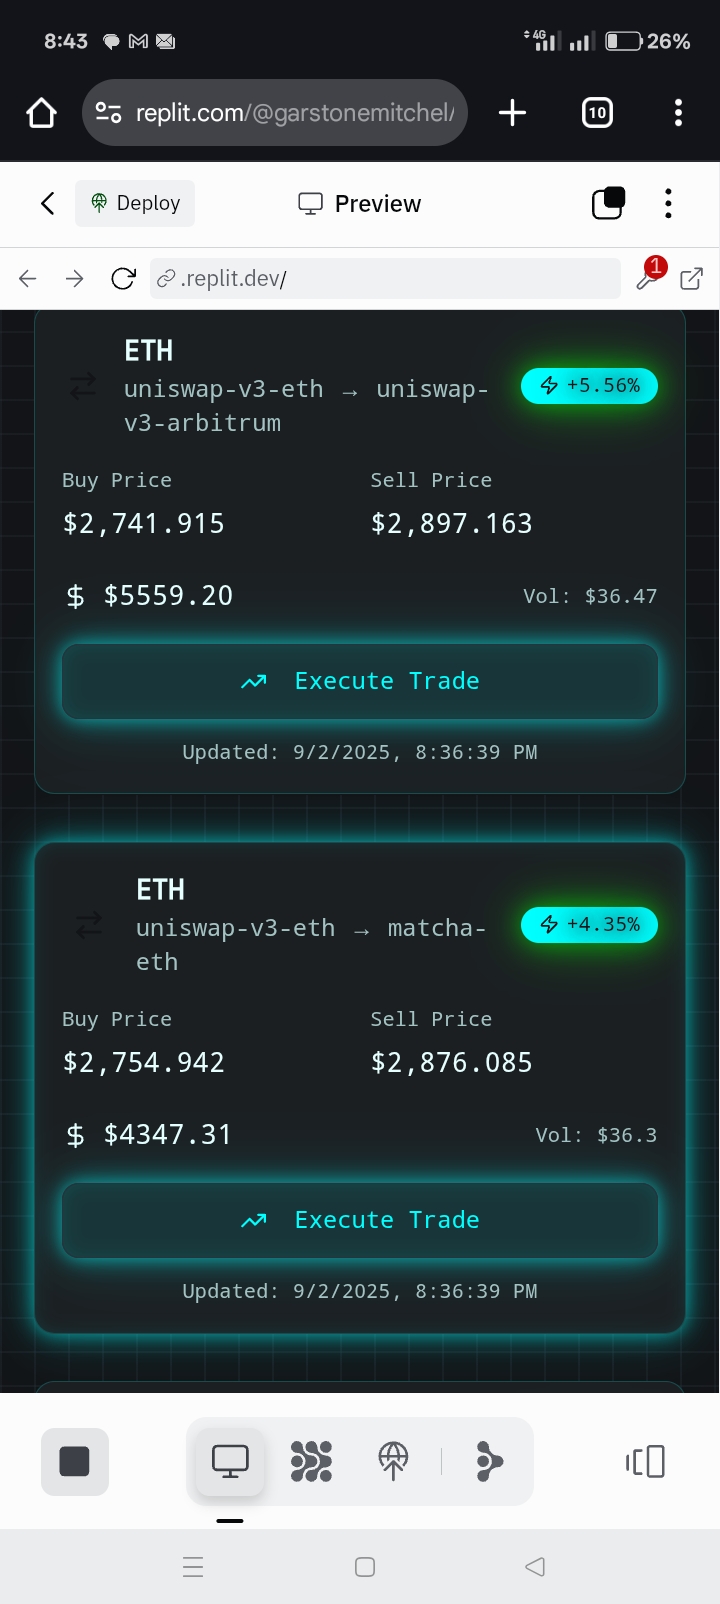 8:43
4G
26%
replit.com/@garstonemitchel/
10
Deploy
Preview
.replit.dev/
1
ETH
uniswap-v3-eth → uniswap-
v3-arbitrum
+5.56%
Buy Price
Sell Price
$2,741.915
$2,897.163
$ $5559.20
Vol: $36.47
Execute Trade
Updated: 9/2/2025, 8:36:39 PM
ETH
uniswap-v3-eth → matcha-
eth
+4.35%
Buy Price
Sell Price
$2,754.942
$2,876.085
$ $4347.31
Vol: $36.3
Execute Trade
Updated: 9/2/2025, 8:36:39 PM